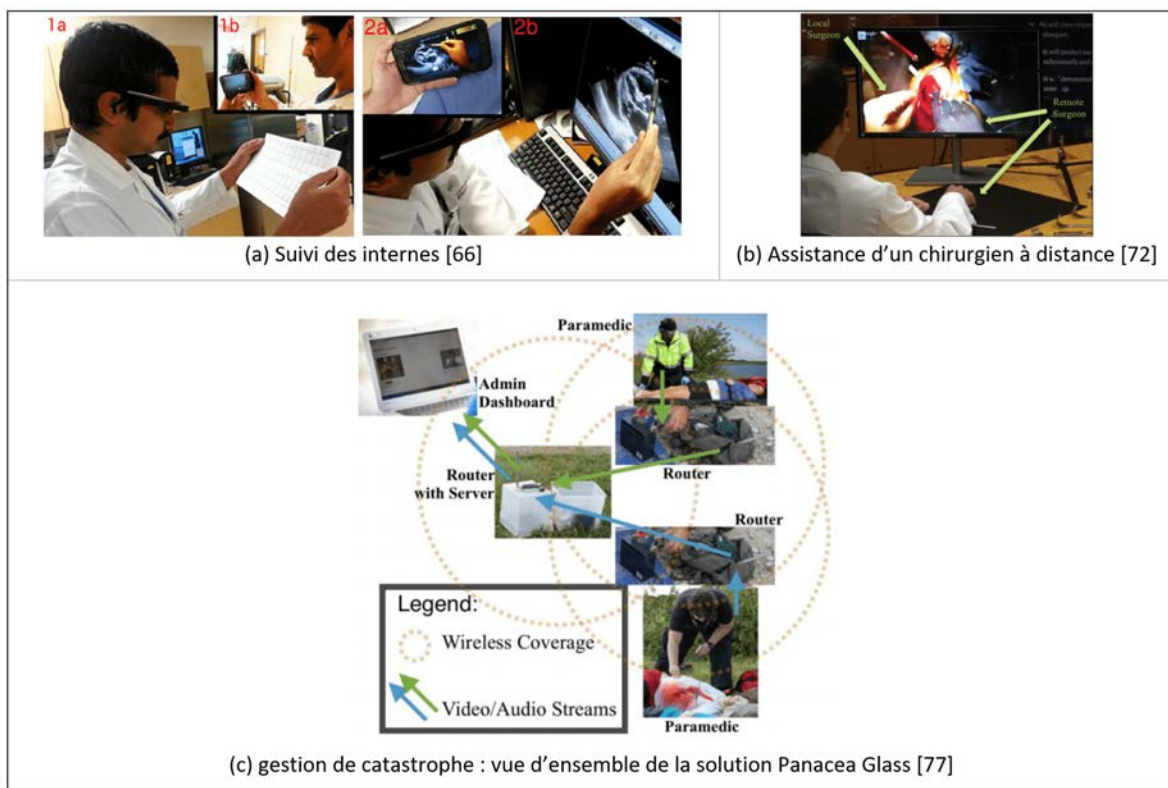 1a
1b
2a
2b
Local
Surgeon
Remote
Surgeon
(a) Suivi des internes [66]
(b) Assistance d'un chirurgien à distance [72]
Paramedic
Admin
Dashboard
Router
Router
with Server
Router
Legend:
Wireless Coverage
Video/Audio Streams
Paramedic
(c) gestion de catastrophe : vue d'ensemble de la solution Panacea Glass [77]